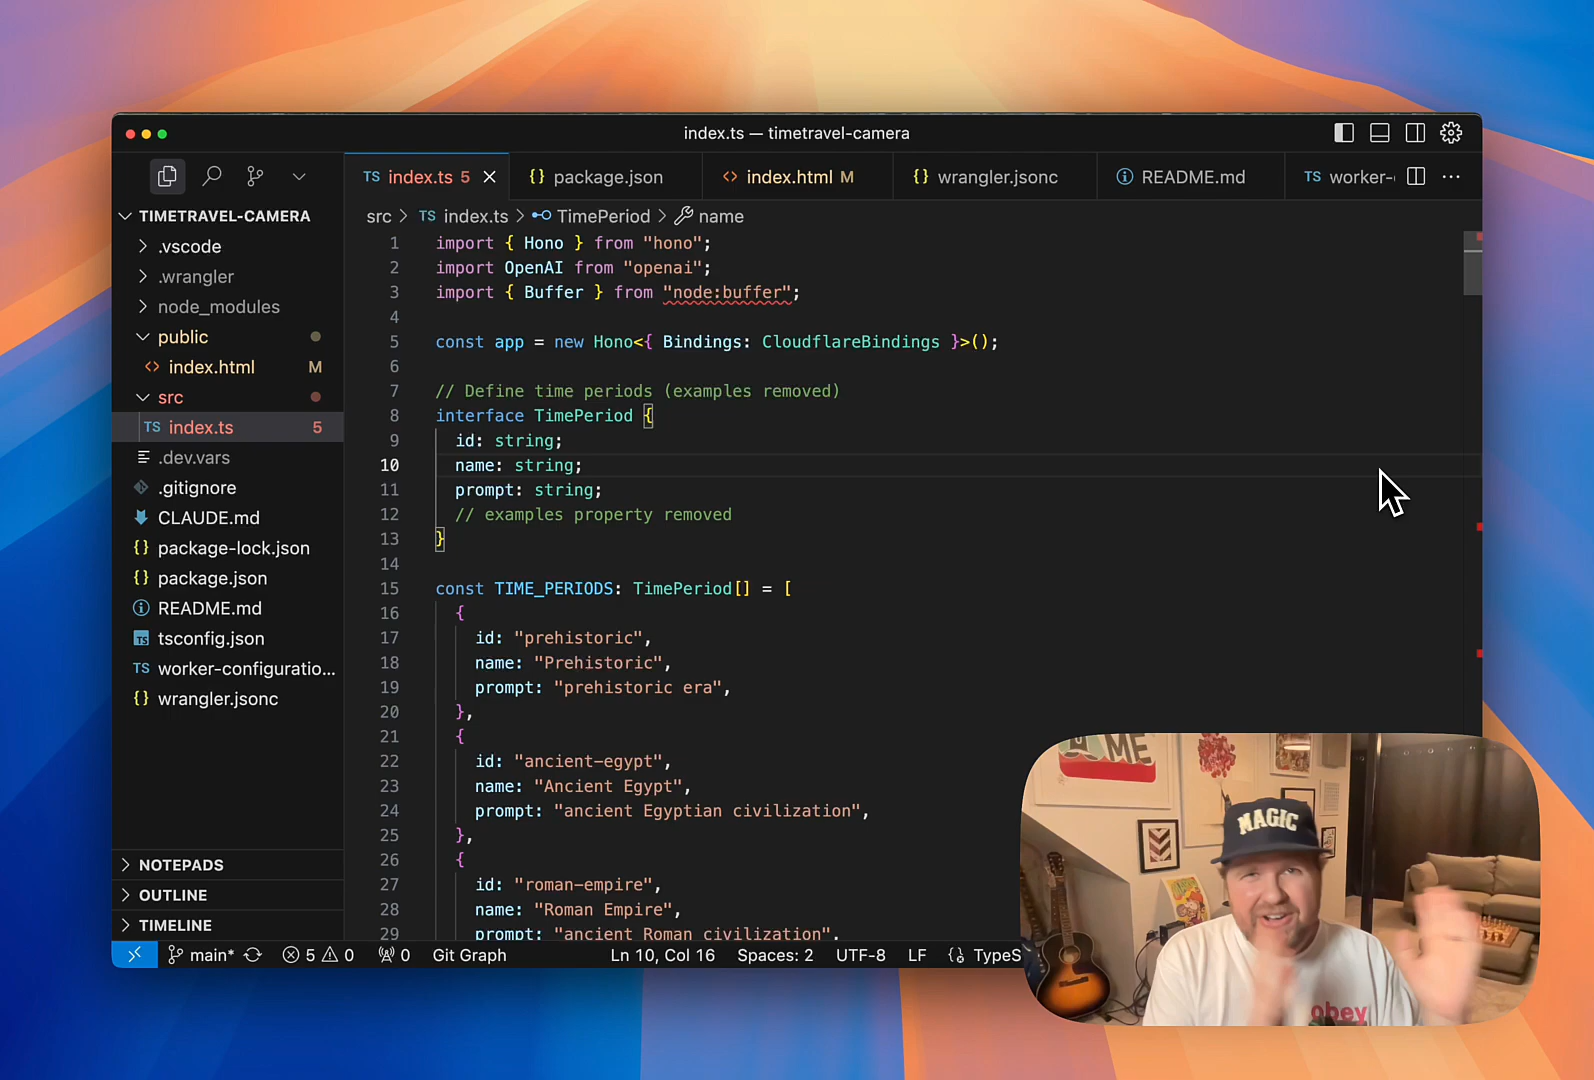 index.ts — timetravel-camera
TS index.ts 5
{} package.json
<> index.html M
{} wrangler.jsonc
README.md
TS worker-
TIMETRAVEL-CAMERA
.vscode
.wrangler
node_modules
public
<> index.html M
src
TS index.ts 5
.dev.vars
.gitignore
CLAUDE.md
{} package-lock.json
{} package.json
README.md
TS tsconfig.json
TS worker-configuratio...
{} wrangler.jsonc
NOTEPADS
OUTLINE
TIMELINE
src > TS index.ts > TimePeriod > name
1 import { Hono } from "hono";
2 import OpenAI from "openai";
3 import { Buffer } from "node:buffer";
4
5 const app = new Hono<{ Bindings: CloudflareBindings }>();
6
7 // Define time periods (examples removed)
8 interface TimePeriod {
9 id: string;
10 name: string;
11 prompt: string;
12 // examples property removed
13 }
14
15 const TIME_PERIODS: TimePeriod[] = [
16 {
17 id: "prehistoric",
18 name: "Prehistoric",
19 prompt: "prehistoric era",
20 },
21 {
22 id: "ancient-egypt",
23 name: "Ancient Egypt",
24 prompt: "ancient Egyptian civilization",
25 },
26 {
27 id: "roman-empire",
28 name: "Roman Empire",
29 prompt: "ancient Roman civilization",
main* 5 0 0 Git Graph Ln 10, Col 16 Spaces: 2 UTF-8 LF TypeS
MAGIC
obey